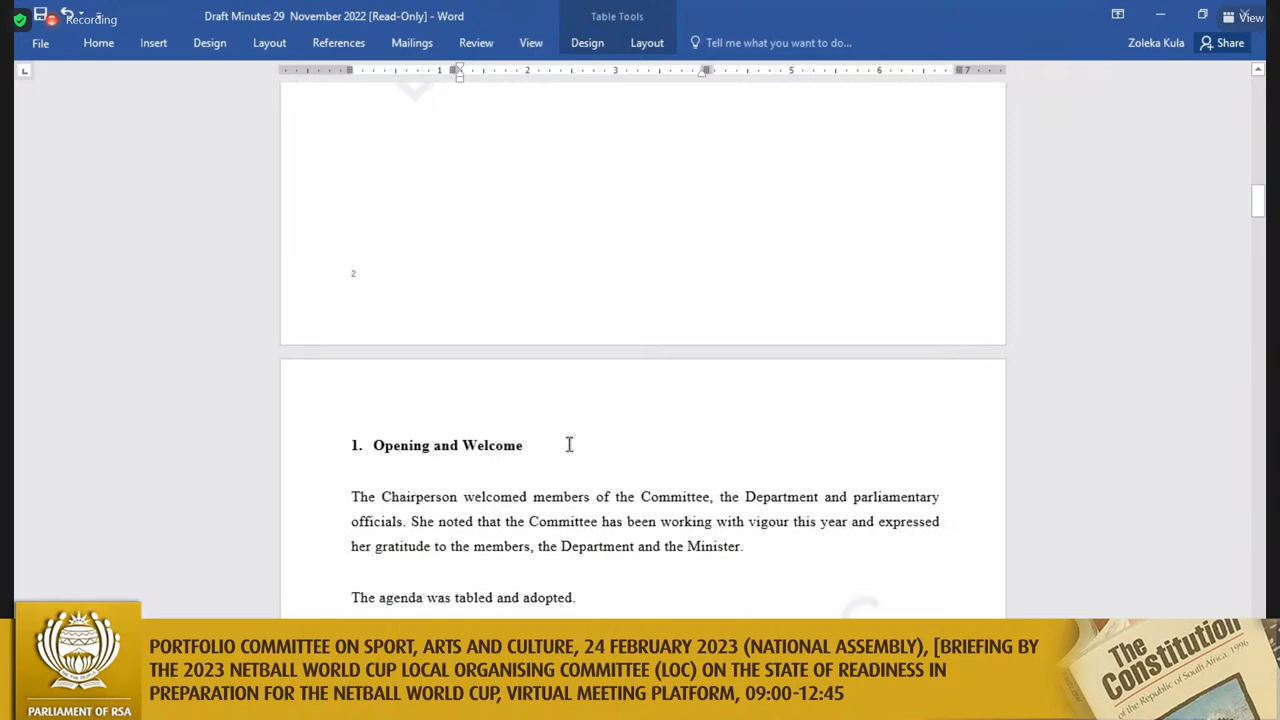 Recording
Draft Minutes 29 November 2022 [Read-Only] - Word
Table Tools
View
File Home Insert Design Layout References Mailings Review View Design Layout Tell me what you want to do... Zoleka Kula Share
1 2 3 5 6 7
2
1. Opening and Welcome
The Chairperson welcomed members of the Committee, the Department and parliamentary
officials. She noted that the Committee has been working with vigour this year and expressed
her gratitude to the members, the Department and the Minister.
The agenda was tabled and adopted.
PORTFOLIO COMMITTEE ON SPORT, ARTS AND CULTURE, 24 FEBRUARY 2023 (NATIONAL ASSEMBLY), [BRIEFING BY
THE 2023 NETBALL WORLD CUP LOCAL ORGANISING COMMITTEE (LOC) ON THE STATE OF READINESS IN
PREPARATION FOR THE NETBALL WORLD CUP, VIRTUAL MEETING PLATFORM, 09:00-12:45
PARLIAMENT OF RSA
The
Constitution
of the Republic of South Africa, 1996